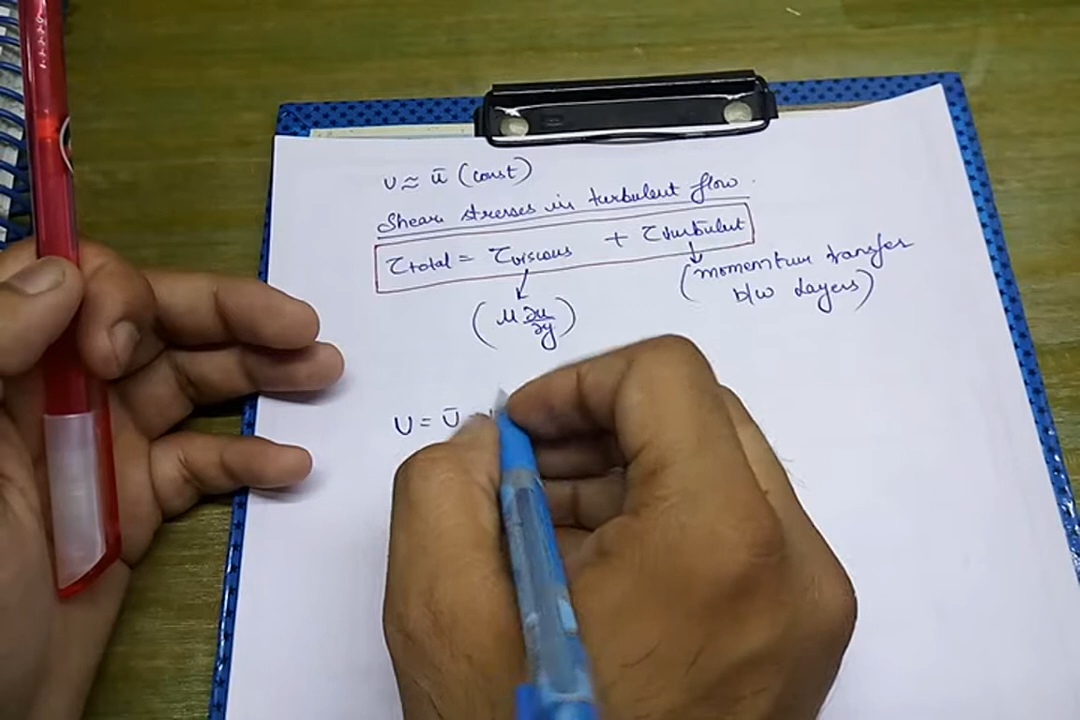 U ≈ ū (const)
Shear stresses in turbulent flow.
τtotal = τviscous + τturbulent
(μ ∂u/∂y)
(momentum transfer
b/w layers)
U = Ū